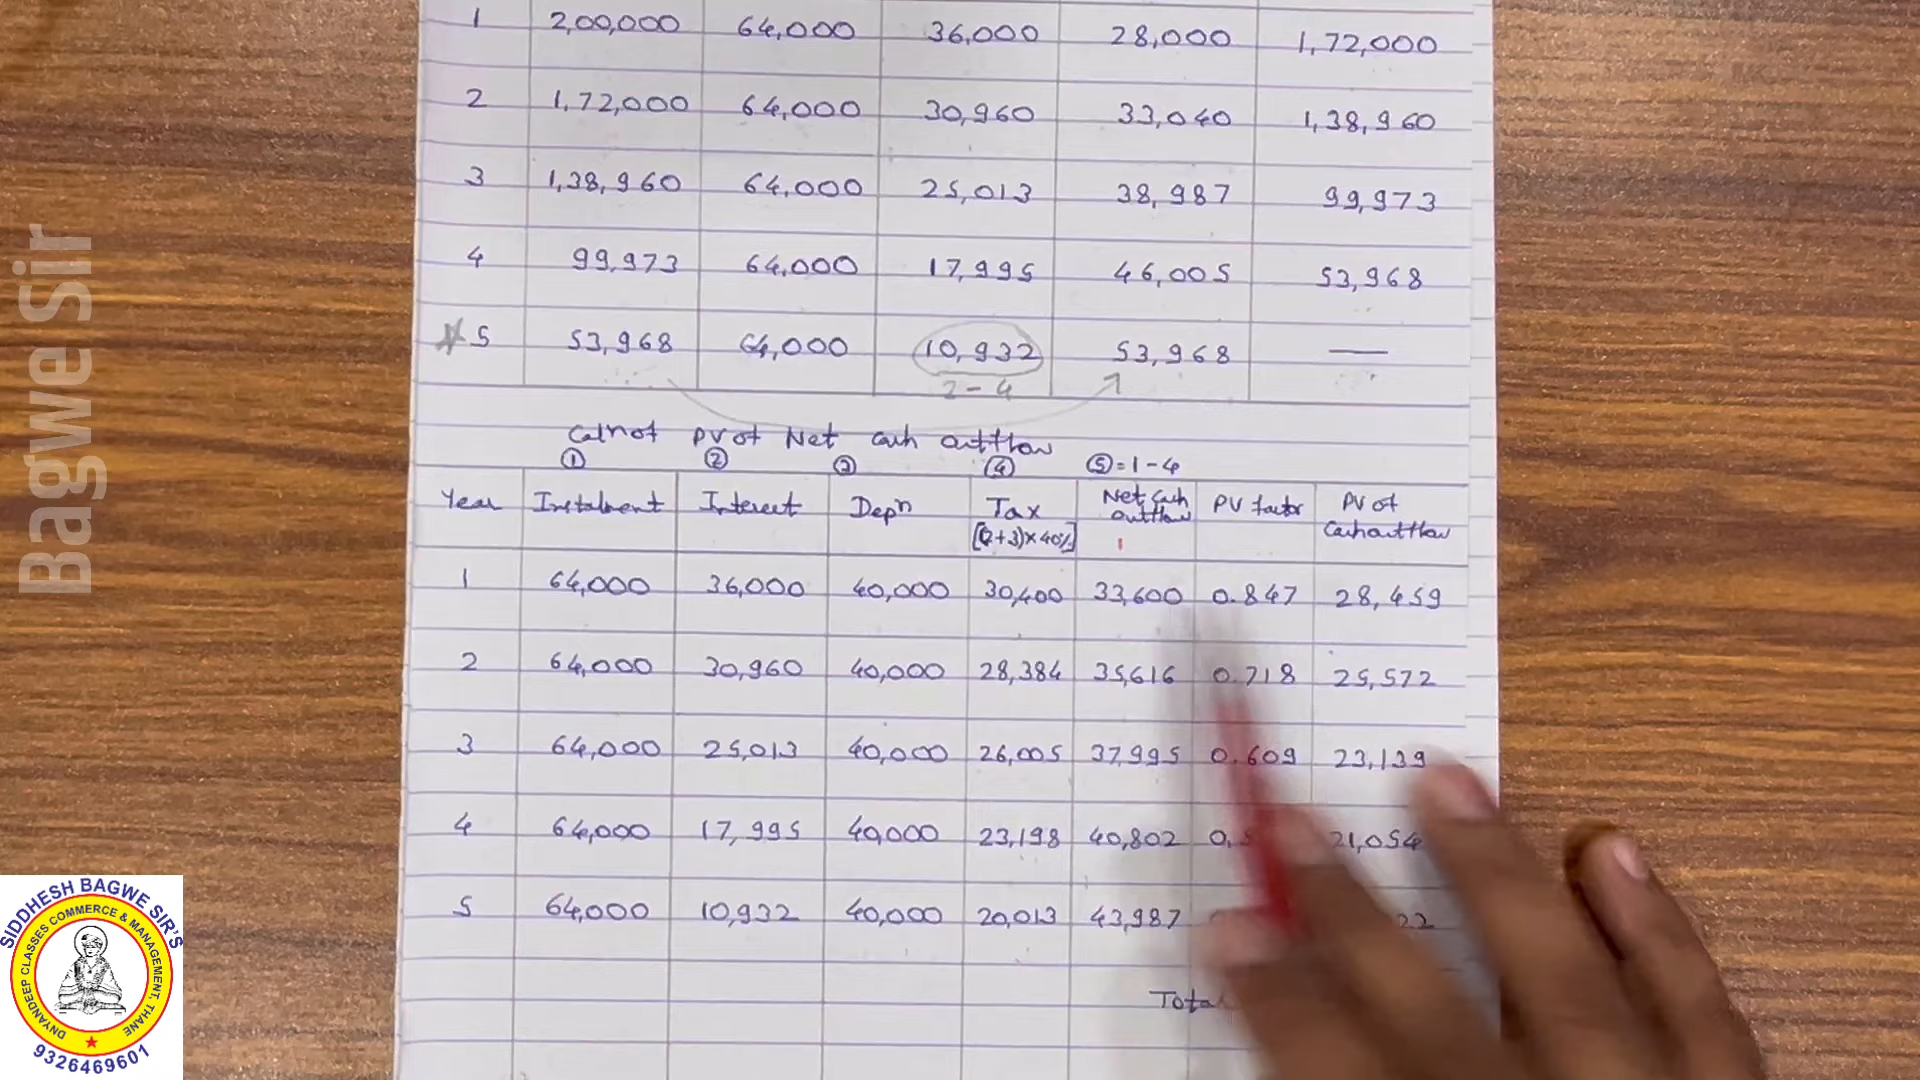 1 2,00,000 64,000 36,000 28,000 1,72,000
2 1,72,000 64,000 30,960 33,040 1,38,960
3 1,38,960 64,000 25,013 38,987 99,973
4 99,973 64,000 17,995 46,005 53,968
5 53,968 64,000 10,932 53,968 —
2-4
Calnof PV of Net Cash outflow
① ② ③ ④ ⑤=1-4
Year Instalment Interest Depn Tax [(2+3)×40%] Net Cash outflow PV factor PV of Cash outflow
1 64,000 36,000 40,000 30,400 33,600 0.847 28,459
2 64,000 30,960 40,000 28,384 35,616 0.718 25,572
3 64,000 25,013 40,000 26,005 37,995 0.609 23,139
4 64,000 17,995 40,000 23,198 40,802 21,054
5 64,000 10,932 40,000 20,013 43,987
Total
Bagwe Sir
SIDDHESH BAGWE SIR'S
DNYANDEEP CLASSES COMMERCE & MANAGEMENT, THANE
9326469601